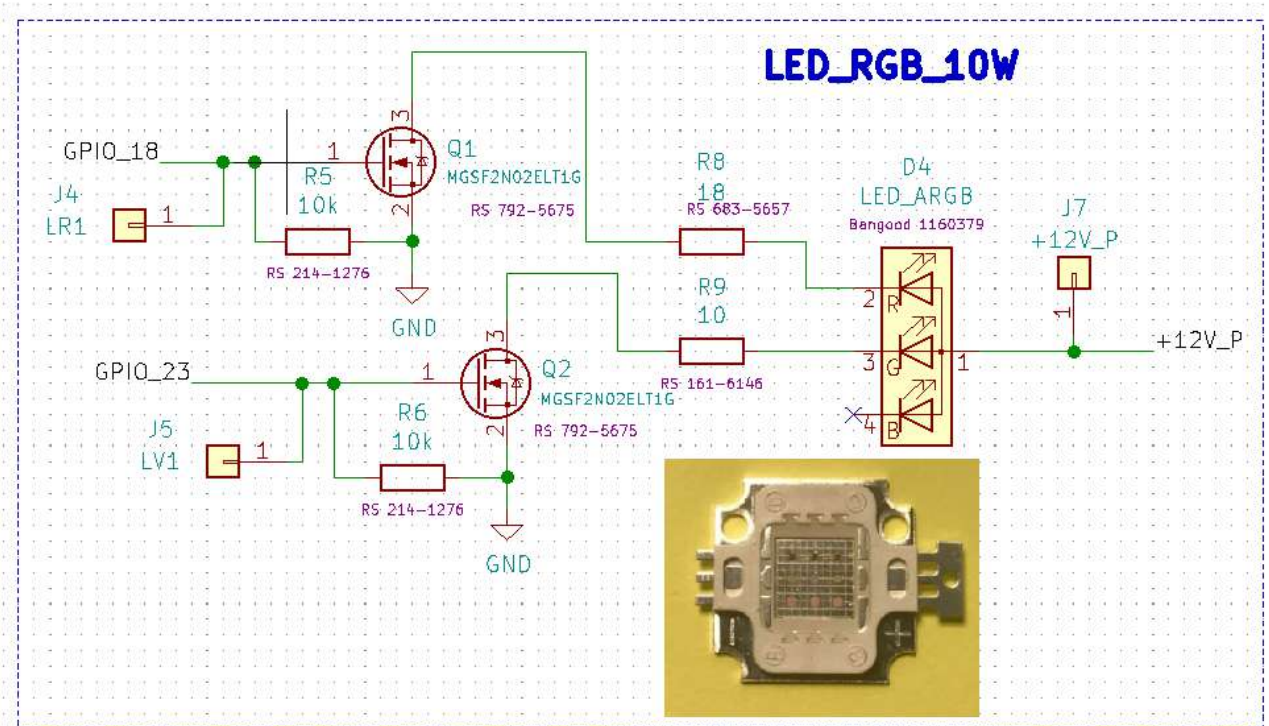 LED_RGB_10W
GPIO_18
J4
LR1
1
1
R5
10k
RS 214-1276
3
2
Q1
MGSF2N02ELT1G
RS 792-5675
GND
R8
18
RS 683-5657
D4
LED_ARGB
Bangood 1160379
J7
+12V_P
1
+12V_P
2
R
3
G
1
4
B
R9
10
RS 161-6146
GPIO_23
J5
LV1
1
1
R6
10k
RS 214-1276
3
2
Q2
MGSF2N02ELT1G
RS 792-5675
GND